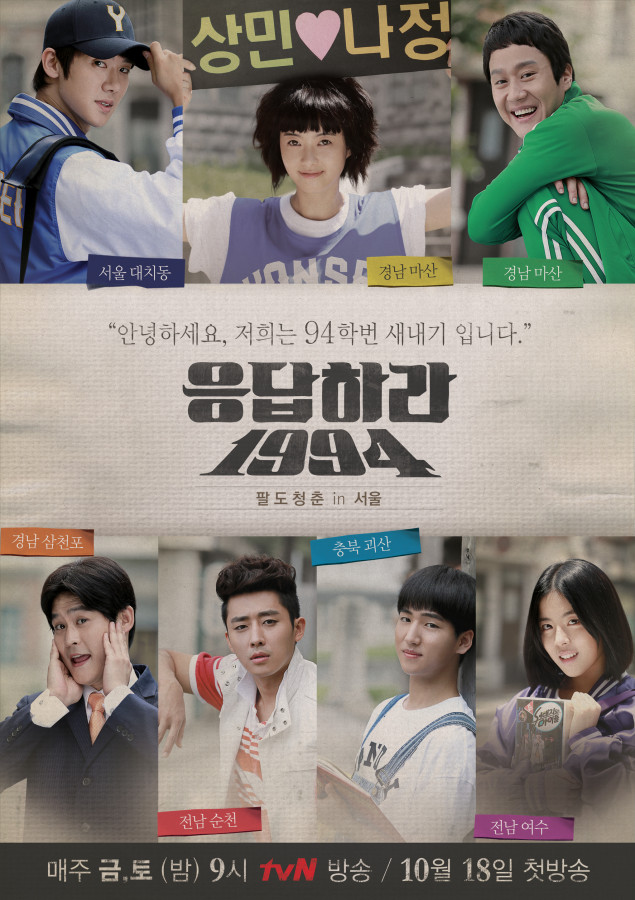 Y
상민♥나정
YONSE
서울 대치동
경남 마산
경남 마산
“안녕하세요, 저희는 94학번 새내기 입니다.”
응답하라
1994
팔도청춘 in 서울
경남 삼천포
충북 괴산
전남 순천
전남 여수
매주 금,토 (밤) 9시 tvN 방송 / 10월 18일 첫방송